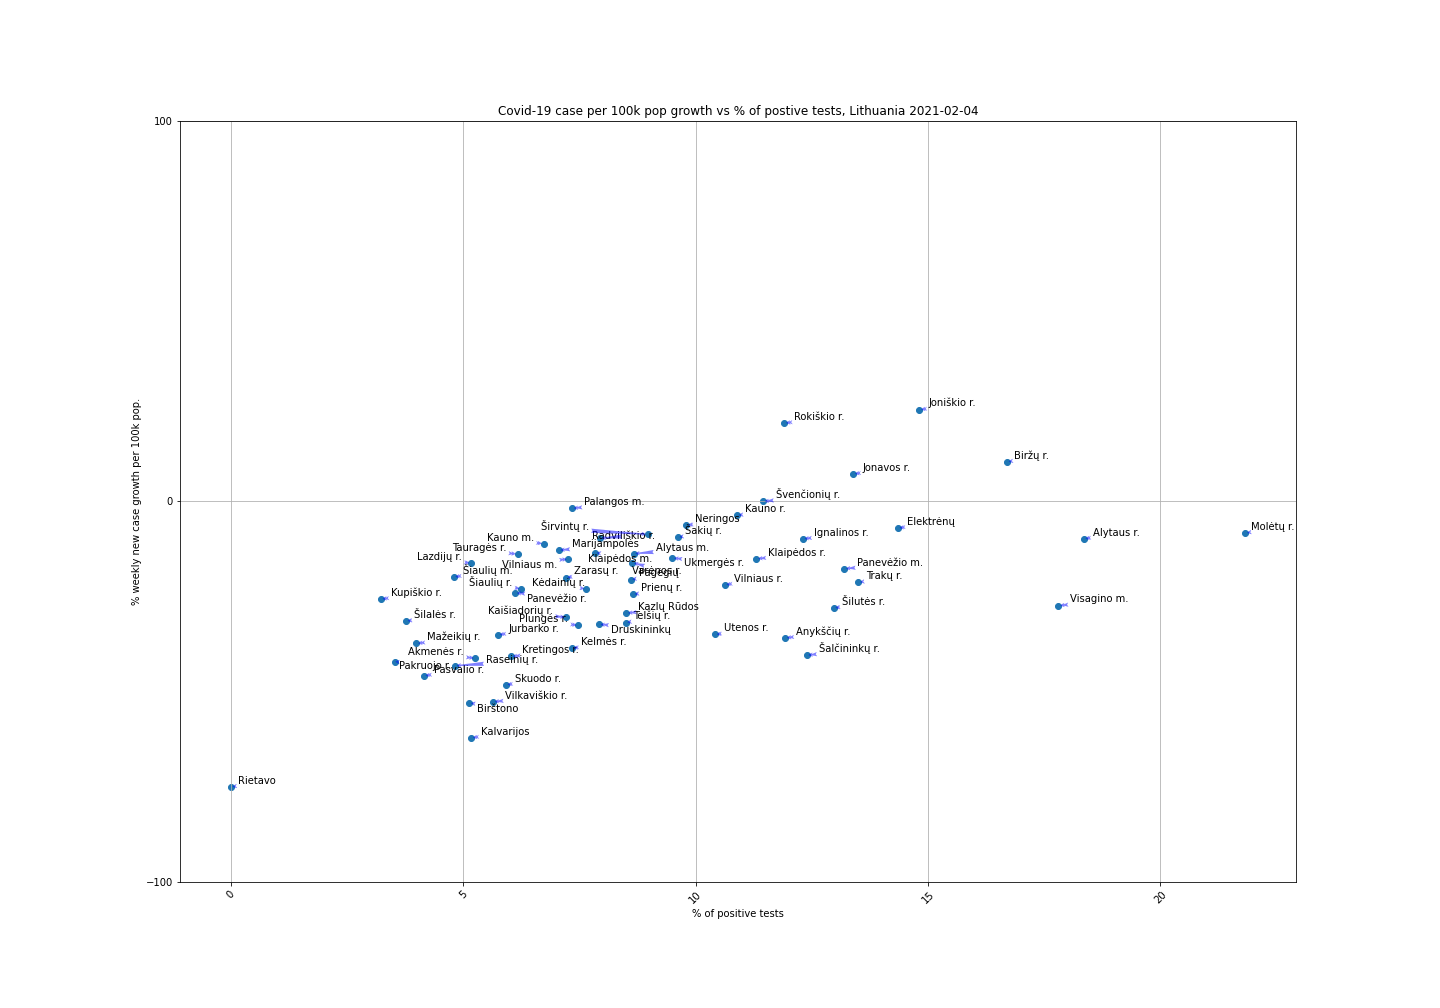 Covid-19 case per 100k pop growth vs % of postive tests, Lithuania 2021-02-04
100
% weekly new case growth per 100k pop.
Joniškio r.
Rokiškio r.
Biržų r.
Jonavos r.
Švenčionių r.
0
Palangos m.
Kauno r.
Neringos
Elektrėnų
Širvintų r.
Molėtų r.
Šakių r.
Ignalinos r.
Alytaus r.
Radviliškio r.
Kauno m.
Marijampolės
Tauragės r.
Alytaus m.
Lazdijų r.
Klaipėdos r.
Klaipėdos m.
Ukmergės r.
Panevėžio m.
Vilniaus m.
Šiaulių m.
Zarasų r.
Varėnos r.
Pagėgių
Trakų r.
Vilniaus r.
Šiaulių r.
Kėdainių r.
Prienų r.
Kupiškio r.
Panevėžio r.
Visagino m.
Šilutės r.
Kazlų Rūdos
Kaišiadorių r.
Šilalės r.
Telšių r.
Plungės r.
Jurbarko r.
Druskininkų
Utenos r.
Anykščių r.
Mažeikių r.
Kelmės r.
Kretingos r.
Šalčininkų r.
Akmenės r.
Raseinių r.
Pakruojo r.
Pasvalio r.
Skuodo r.
Vilkaviškio r.
Birštono
Kalvarijos
Rietavo
−100
0
5
10
15
20
% of positive tests